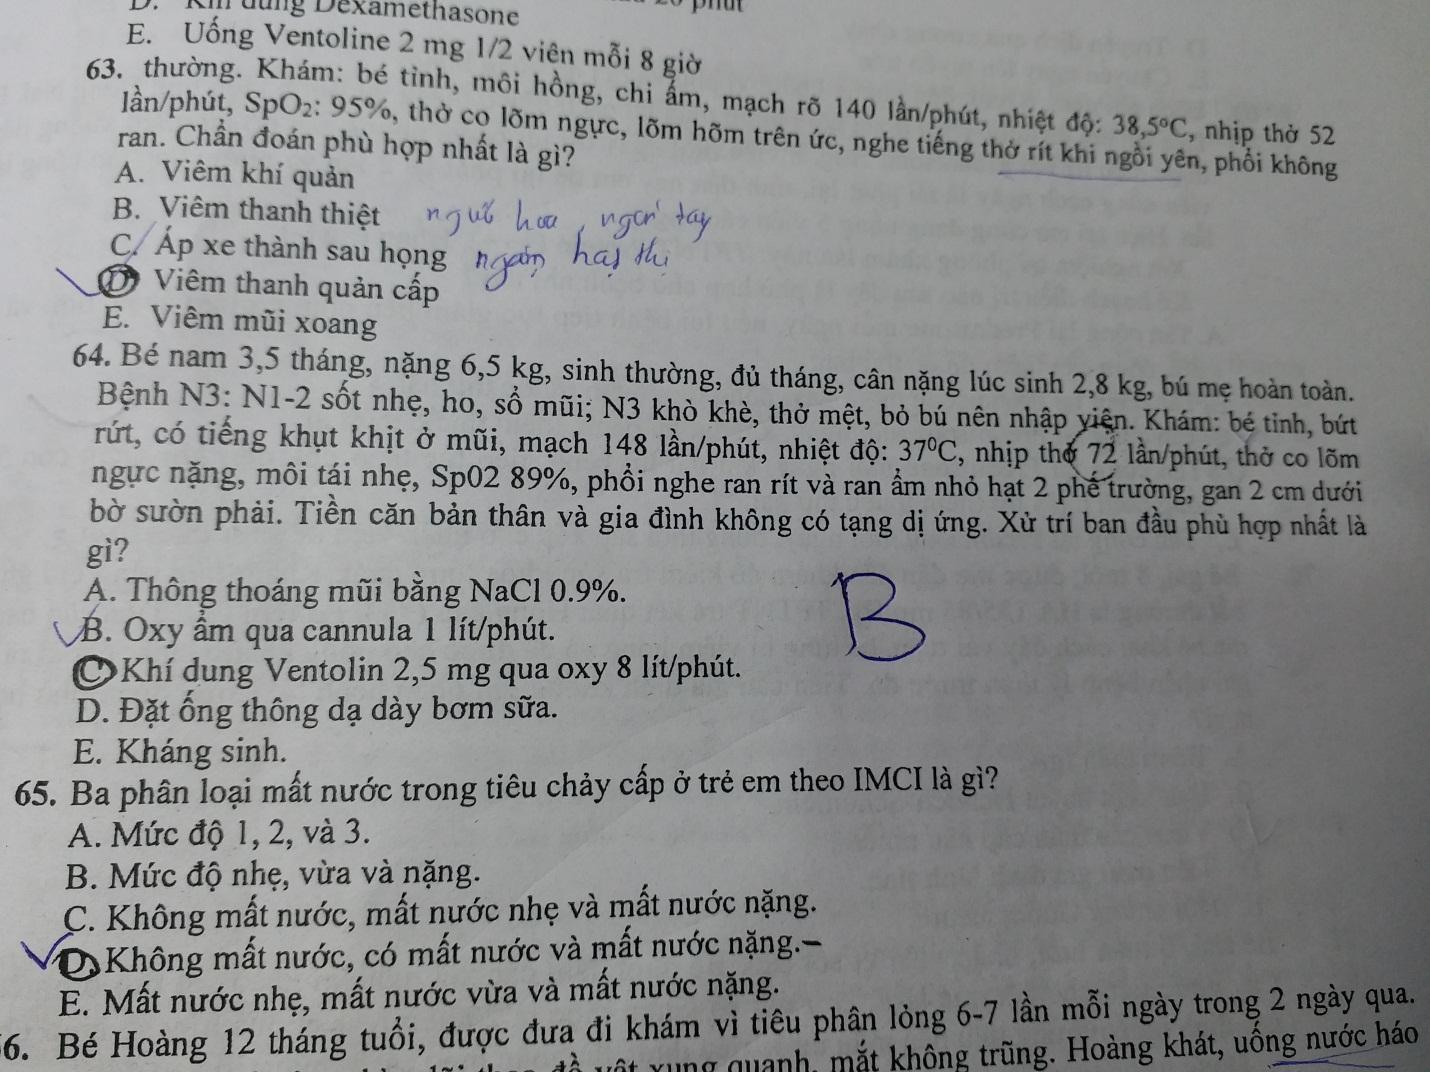 D. Khí dung Dexamethasone
phút
E. Uống Ventoline 2 mg 1/2 viên mỗi 8 giờ
63. thường. Khám: bé tỉnh, môi hồng, chi ấm, mạch rõ 140 lần/phút, nhiệt độ: 38,5ºC, nhịp thở 52
lần/phút, SpO₂: 95%, thở co lõm ngực, lõm hõm trên ức, nghe tiếng thở rít khi ngồi yên, phổi không
ran. Chẩn đoán phù hợp nhất là gì?
A. Viêm khí quản
B. Viêm thanh thiệt
C. Áp xe thành sau họng
D. Viêm thanh quản cấp
E. Viêm mũi xoang
64. Bé nam 3,5 tháng, nặng 6,5 kg, sinh thường, đủ tháng, cân nặng lúc sinh 2,8 kg, bú mẹ hoàn toàn.
Bệnh N3: N1-2 sốt nhẹ, ho, sổ mũi; N3 khò khè, thở mệt, bỏ bú nên nhập viện. Khám: bé tỉnh, bứt
rứt, có tiếng khụt khịt ở mũi, mạch 148 lần/phút, nhiệt độ: 37⁰C, nhịp thở 72 lần/phút, thở co lõm
ngực nặng, môi tái nhẹ, Sp02 89%, phổi nghe ran rít và ran ẩm nhỏ hạt 2 phế trường, gan 2 cm dưới
bờ sườn phải. Tiền căn bản thân và gia đình không có tạng dị ứng. Xử trí ban đầu phù hợp nhất là
gì?
A. Thông thoáng mũi bằng NaCl 0.9%.
B. Oxy ẩm qua cannula 1 lít/phút.
B
C. Khí dung Ventolin 2,5 mg qua oxy 8 lít/phút.
D. Đặt ống thông dạ dày bơm sữa.
E. Kháng sinh.
65. Ba phân loại mất nước trong tiêu chảy cấp ở trẻ em theo IMCI là gì?
A. Mức độ 1, 2, và 3.
B. Mức độ nhẹ, vừa và nặng.
C. Không mất nước, mất nước nhẹ và mất nước nặng.
D. Không mất nước, có mất nước và mất nước nặng.
E. Mất nước nhẹ, mất nước vừa và mất nước nặng.
66. Bé Hoàng 12 tháng tuổi, được đưa đi khám vì tiêu phân lỏng 6-7 lần mỗi ngày trong 2 ngày qua.
vật xung quanh, mắt không trũng. Hoàng khát, uống nước háo